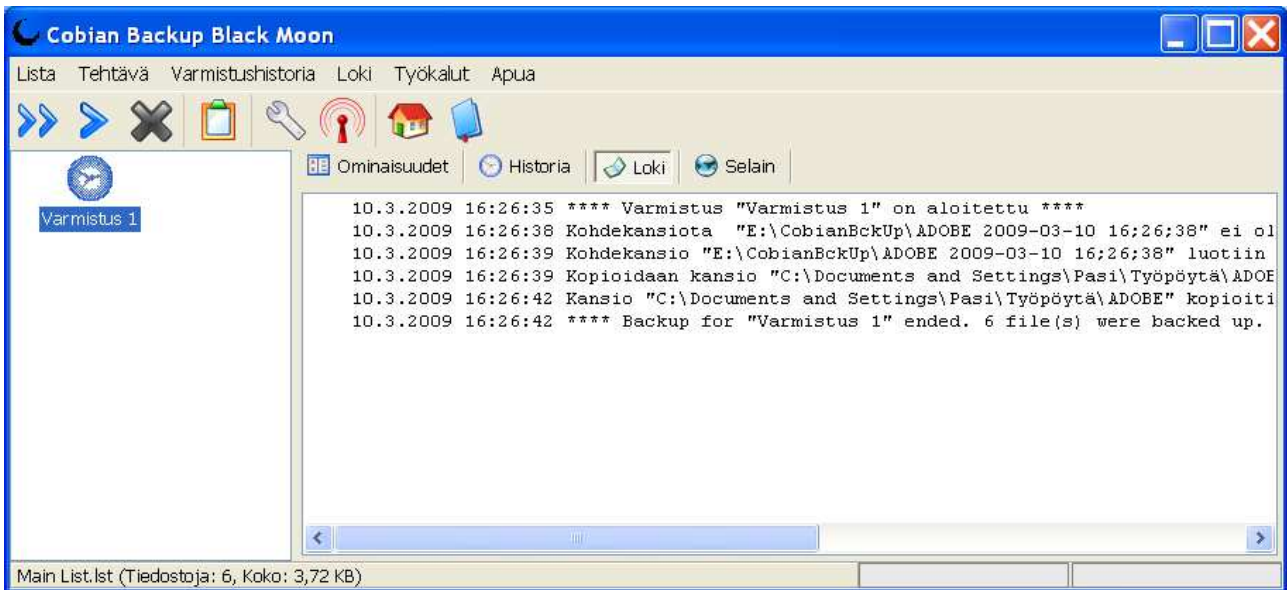 Cobian Backup Black Moon
Lista Tehtävä Varmistushistoria Loki Työkalut Apua
Ominaisuudet Historia Loki Selain
Varmistus 1
10.3.2009 16:26:35 **** Varmistus "Varmistus 1" on aloitettu ****
10.3.2009 16:26:38 Kohdekansiota "E:\CobianBckUp\ADOBE 2009-03-10 16;26;38" ei ol
10.3.2009 16:26:39 Kohdekansio "E:\CobianBckUp\ADOBE 2009-03-10 16;26;38" luotiin
10.3.2009 16:26:39 Kopioidaan kansio "C:\Documents and Settings\Pasi\Työpöytä\ADOB
10.3.2009 16:26:42 Kansio "C:\Documents and Settings\Pasi\Työpöytä\ADOBE" kopioiti
10.3.2009 16:26:42 **** Backup for "Varmistus 1" ended. 6 file(s) were backed up.
Main List.lst (Tiedostoja: 6, Koko: 3,72 KB)